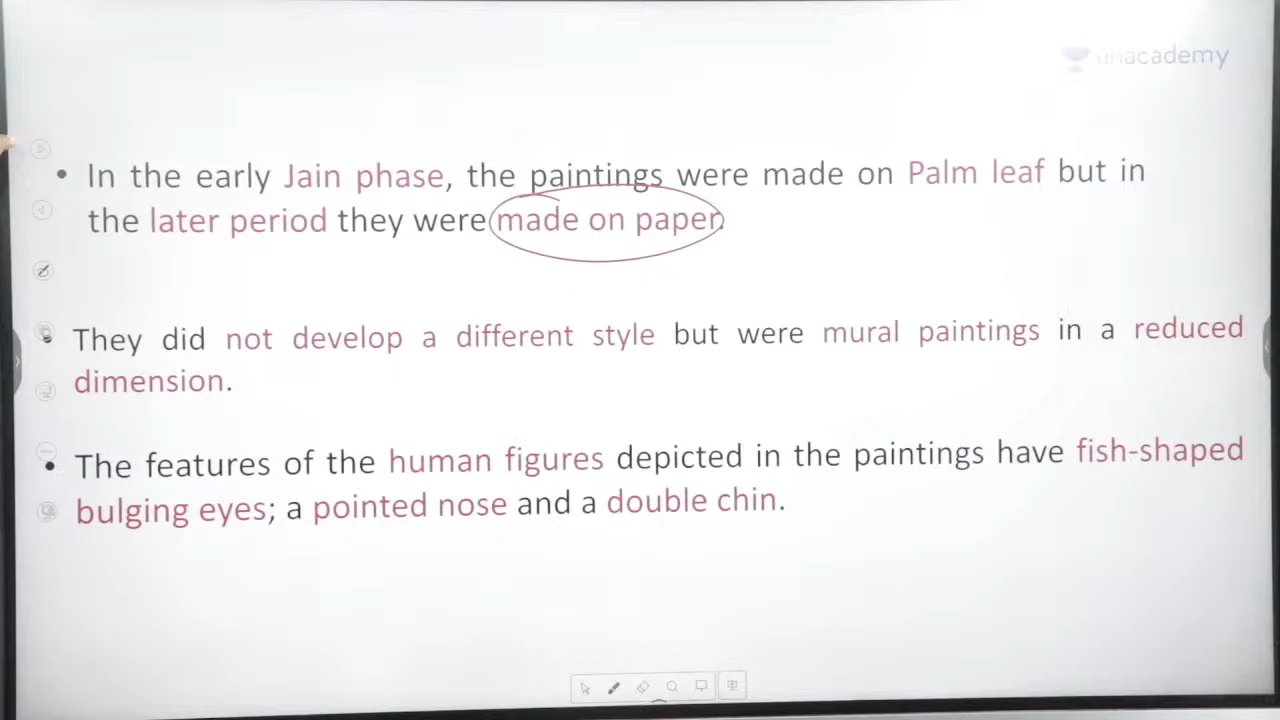 unacademy
• In the early Jain phase, the paintings were made on Palm leaf but in
the later period they were made on paper.
They did not develop a different style but were mural paintings in a reduced
dimension.
• The features of the human figures depicted in the paintings have fish-shaped
bulging eyes; a pointed nose and a double chin.